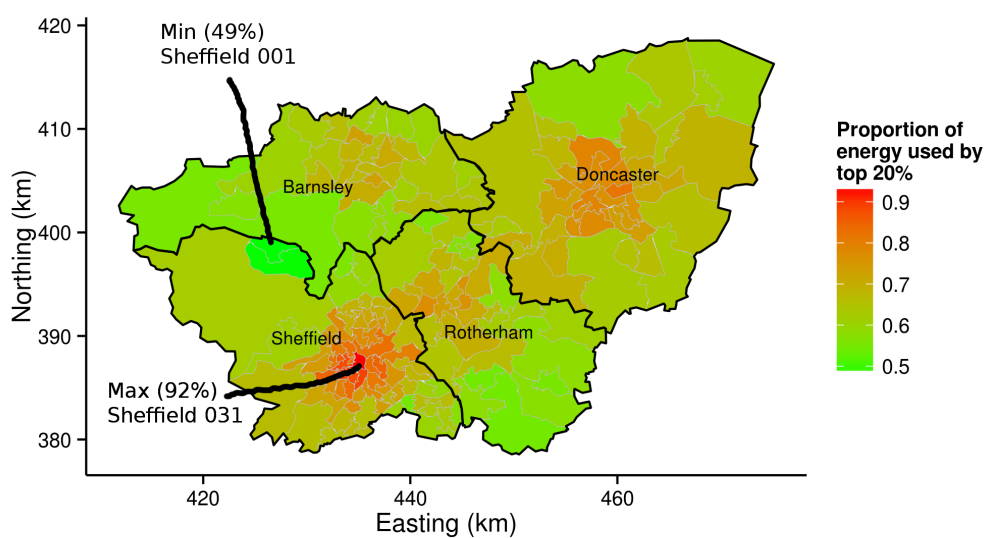 Min (49%)
Sheffield 001
Barnsley
Doncaster
Sheffield
Rotherham
Max (92%)
Sheffield 031
420
410
400
390
380
Northing (km)
420
440
460
Easting (km)
Proportion of
energy used by
top 20%
0.9
0.8
0.7
0.6
0.5